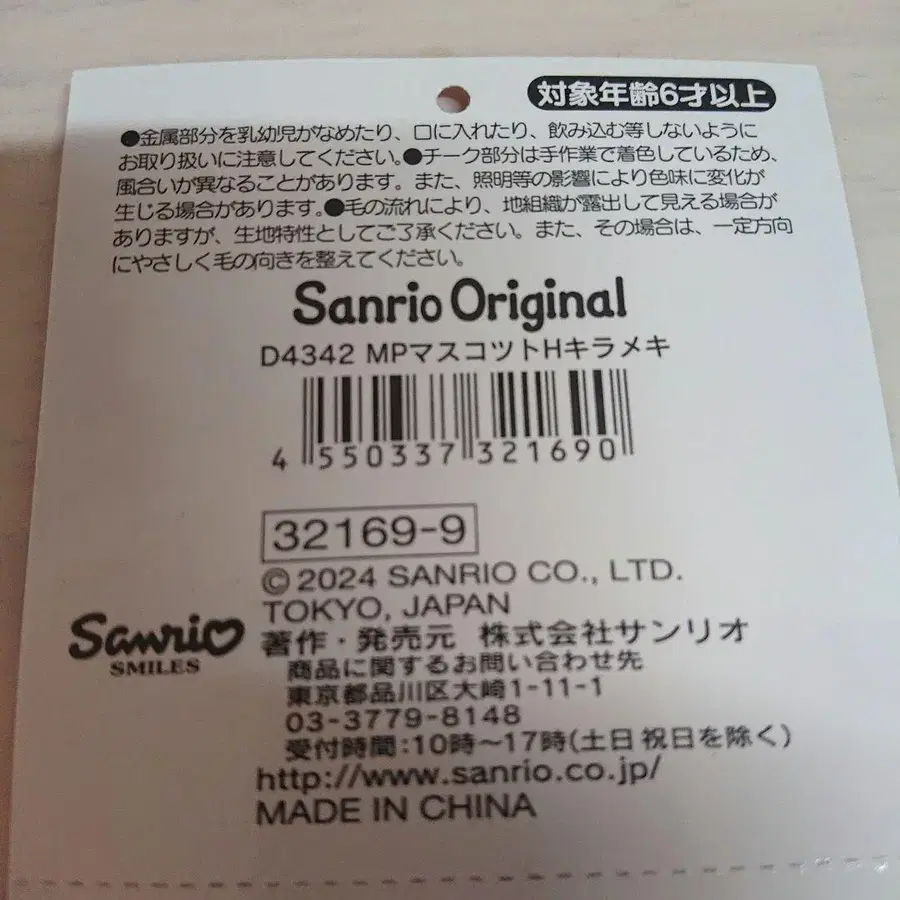 対象年齢6才以上
●金属部分を乳幼児がなめたり、口に入れたり、飲み込む等しないように
お取り扱いに注意してください。●チーク部分は手作業で着色しているため、
風合いが異なることがあります。また、照明等の影響により色味に変化が
生じる場合があります。●毛の流れにより、地組織が露出して見える場合が
ありますが、生地特性としてご了承ください。また、その場合は、一定方向
にやさしく毛の向きを整えてください。
Sanrio Original
D4342 MPマスコツトHキラメキ
4 550337 321690
32169-9
© 2024 SANRIO CO., LTD.
TOKYO, JAPAN
Sanrio
SMILES
著作・発売元 株式会社サンリオ
商品に関するお問い合わせ先
東京都品川区大崎1-11-1
03-3779-8148
受付時間:10時~17時(土日祝日を除く)
http://www.sanrio.co.jp/
MADE IN CHINA